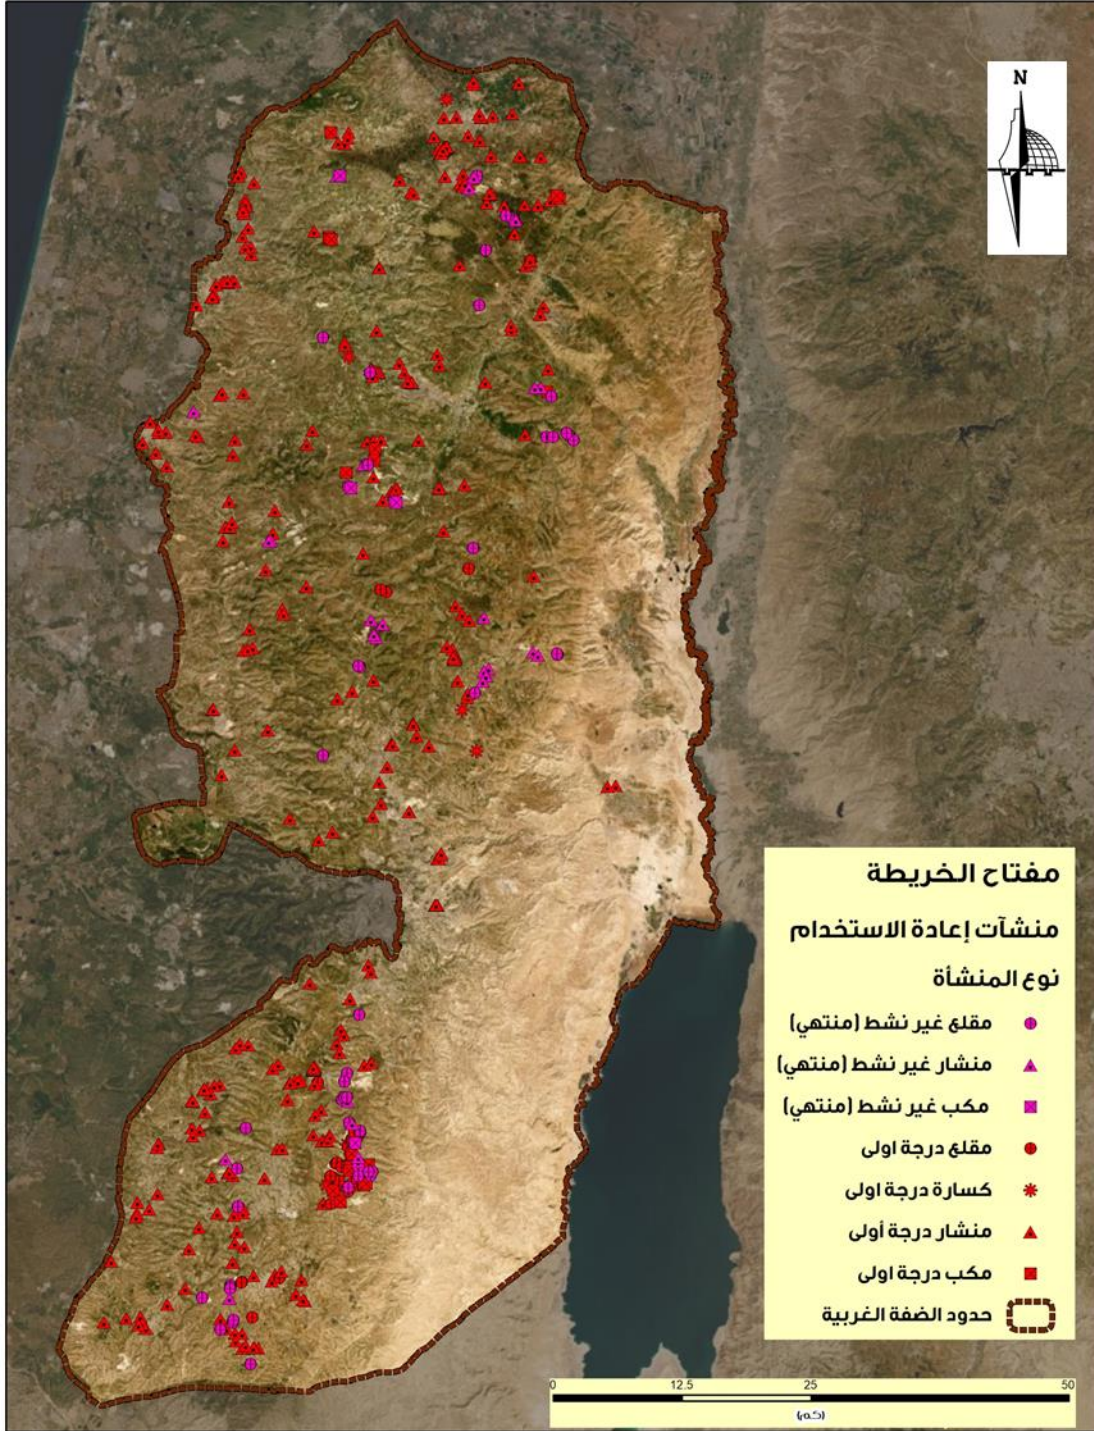 N
مفتاح الخريطة
منشآت إعادة الاستخدام
نوع المنشأة
مقلع غير نشط (منتهي)
منشار غير نشط (منتهي)
مكب غير نشط (منتهي)
مقلع درجة اولى
كسارة درجة اولى
منشار درجة أولى
مكب درجة اولى
حدود الضفة الغربية
0 12.5 25 50
(كم)